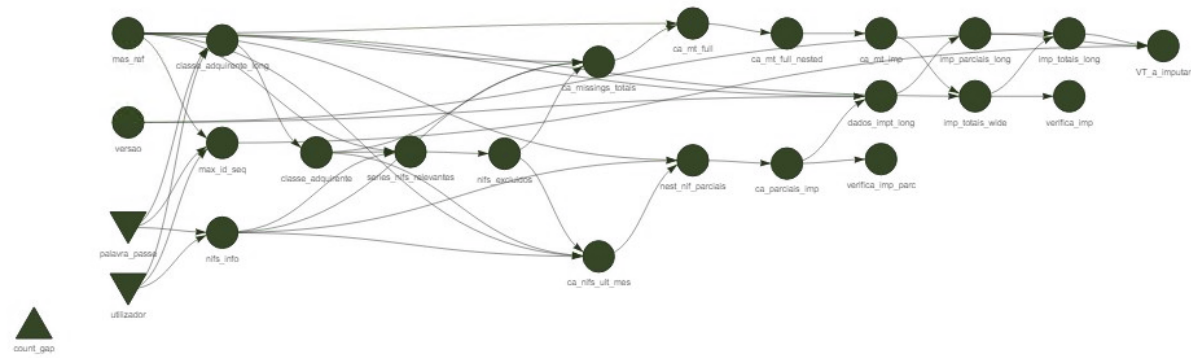 mes_ref
classe_adquirente_long
ca_mt_full
ca_mt_full_nested
ca_mt_imp
imp_parciais_long
imp_totais_long
VT_a_imputar
ca_missings_totais
versao
dados_impt_long
imp_totais_wide
verifica_imp
max_id_seq
classe_adquirente
series_nifs_relevantes
nifs_excluidos
nest_nif_parciais
ca_parciais_imp
verifica_imp_parc
palavra_passe
nifs_info
ca_nifs_ult_mes
utilizador
count_gap